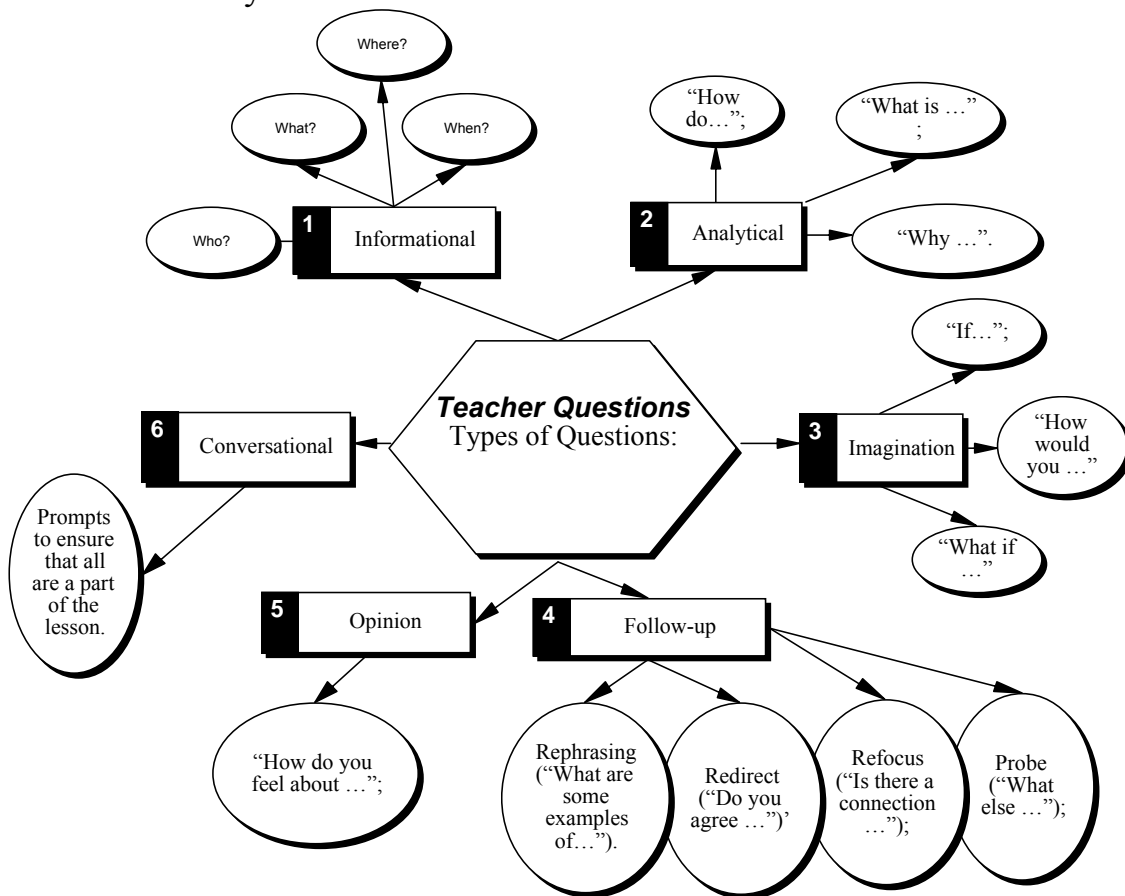 Where?
What?
When?
Who?
1
Informational
“How
do…”;
“What is …”
;
“Why …”.
2
Analytical
“If…”;
“How
would
you …”
“What if
…”
3
Imagination
Teacher Questions
Types of Questions:
6
Conversational
Prompts
to ensure
that all
are a part
of the
lesson.
5
Opinion
“How do you
feel about …”;
4
Follow-up
Rephrasing
(“What are
some
examples
of…”).
Redirect
(“Do you
agree …”)’
Refocus
(“Is there a
connection
…”);
Probe
(“What
else …”);